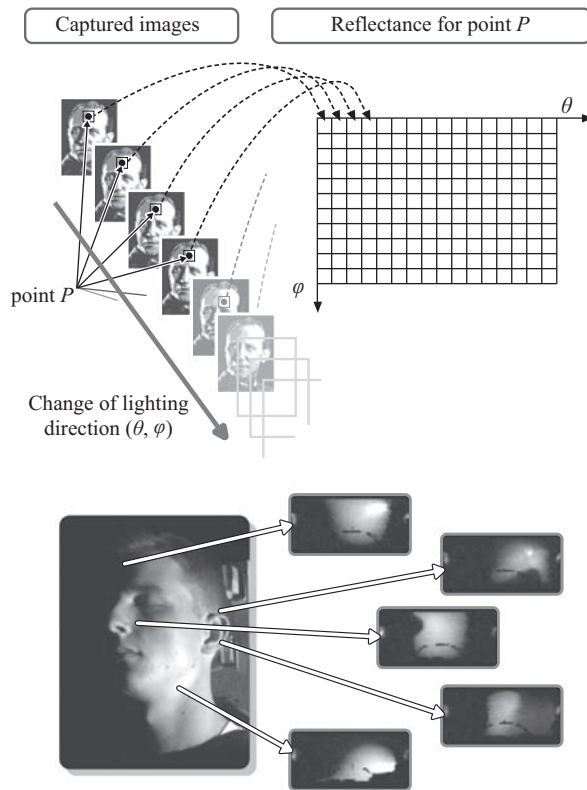 Captured images
Reflectance for point P
θ
point P
φ
Change of lighting
direction (θ, φ)